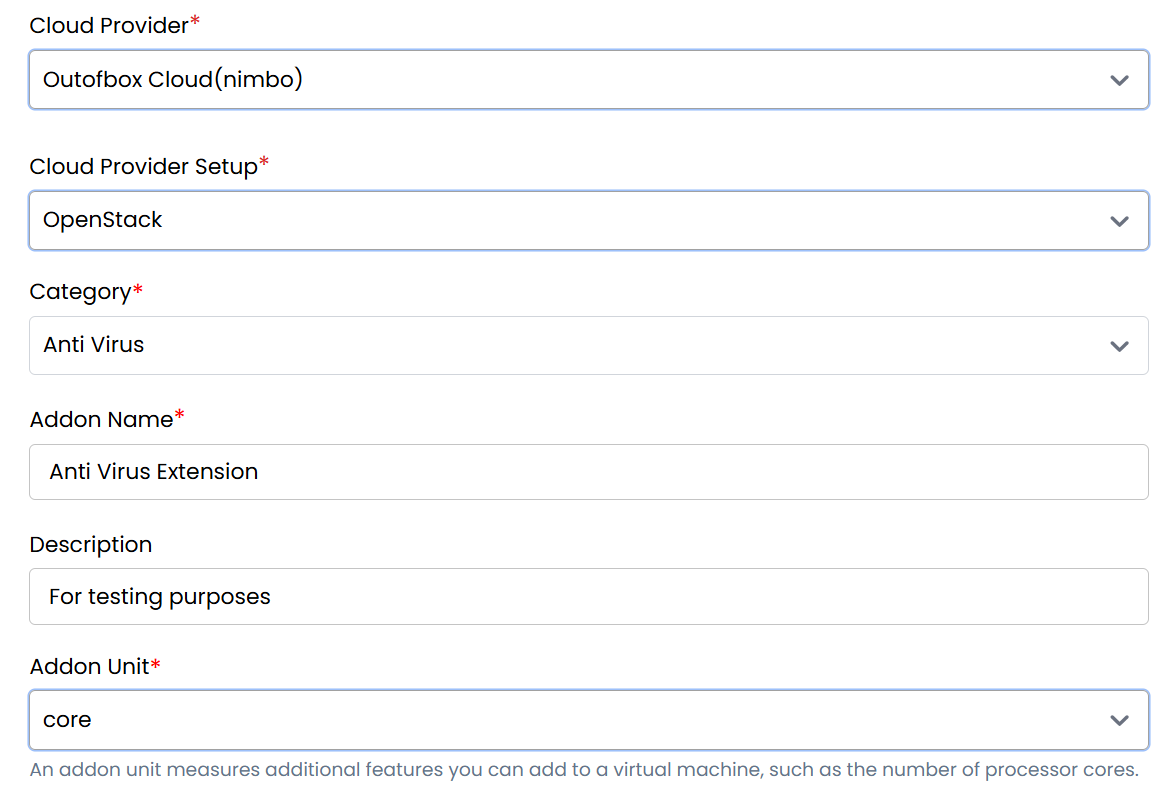 Cloud Provider*
Outofbox Cloud(nimbo)
Cloud Provider Setup*
OpenStack
Category*
Anti Virus
Addon Name*
Anti Virus Extension
Description
For testing purposes
Addon Unit*
core
An addon unit measures additional features you can add to a virtual machine, such as the number of processor cores.